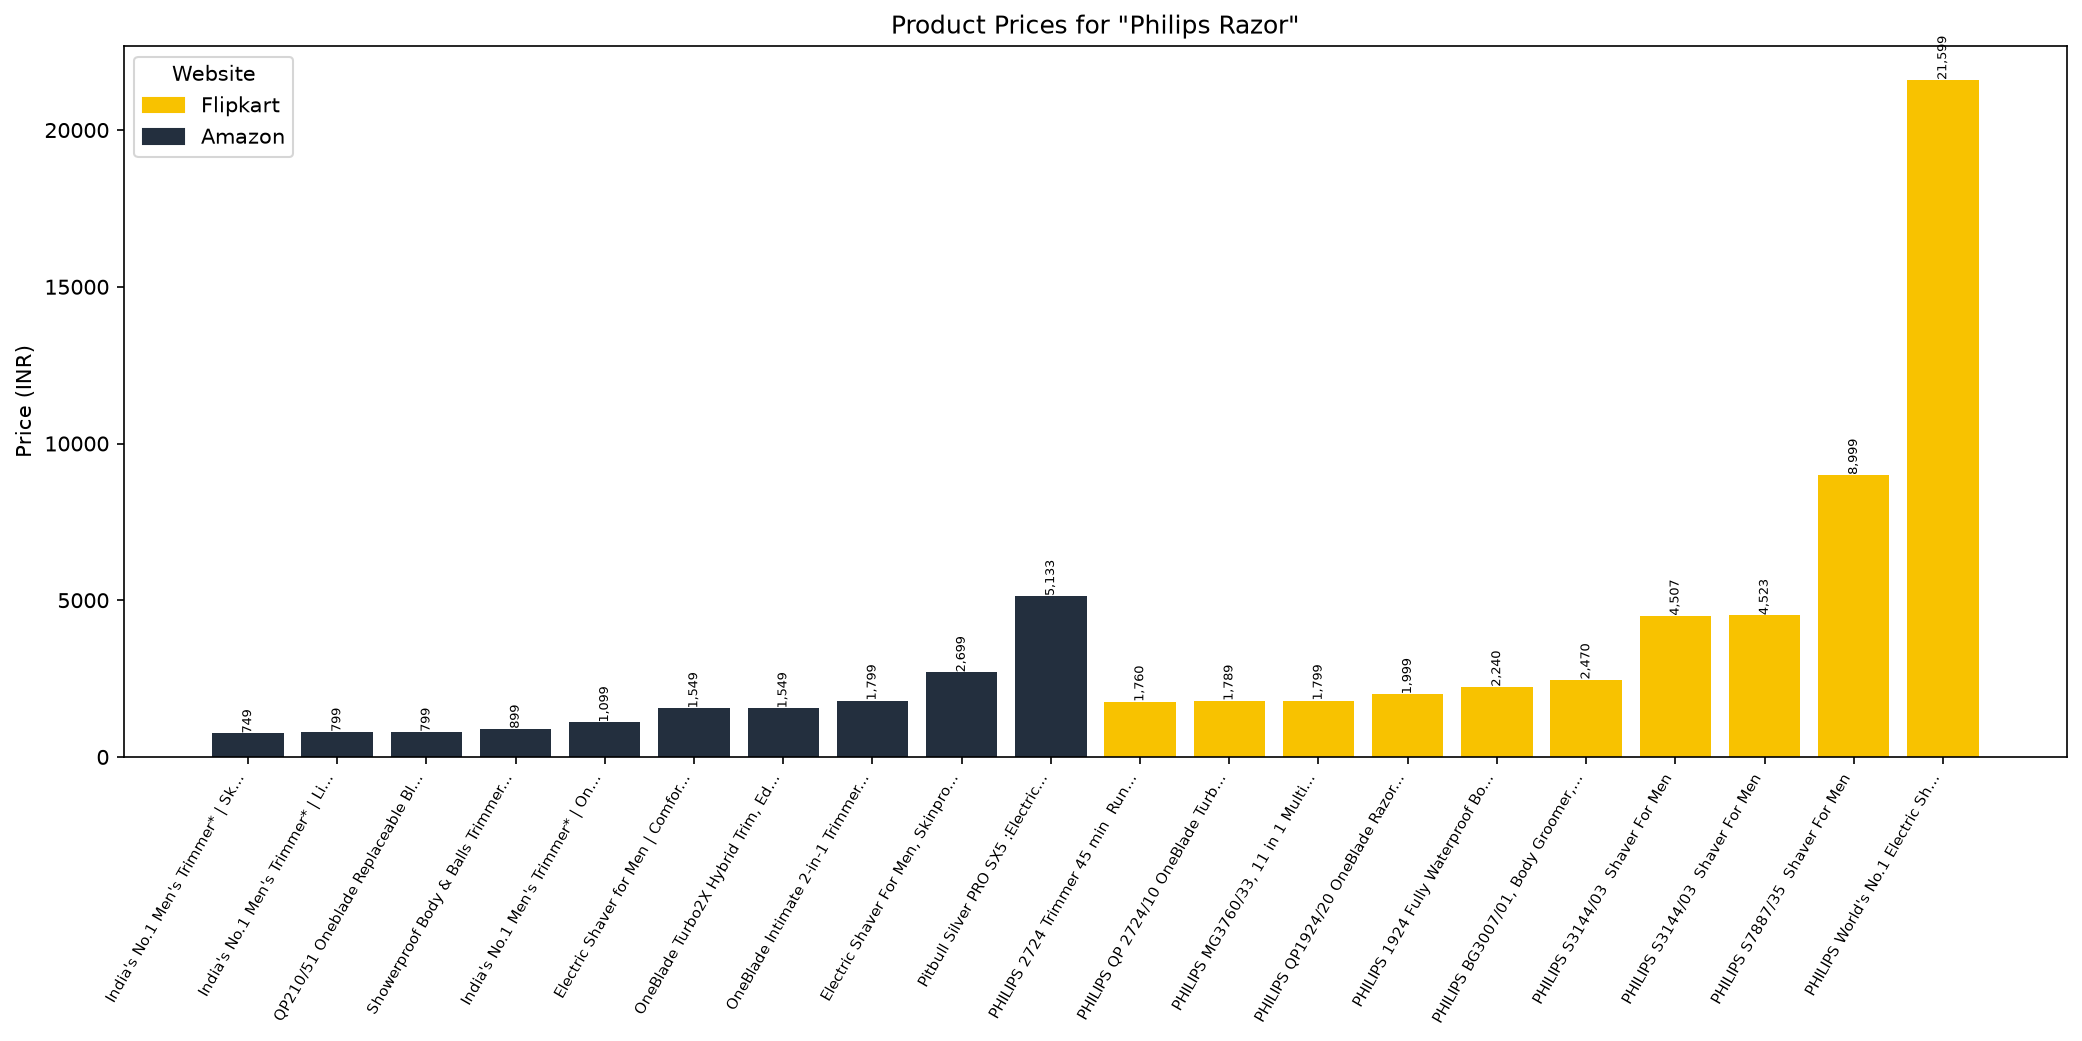 Product Prices for "Philips Razor"
Website
Flipkart
Amazon
Price (INR)
20000
15000
10000
5000
0
749
799
799
899
1,099
1,549
1,549
1,799
2,699
5,133
1,760
1,789
1,799
1,999
2,240
2,470
4,507
4,523
8,999
21,599
India's No.1 Men's Trimmer* | Sk...
India's No.1 Men's Trimmer* | Li...
QP210/51 Oneblade Replaceable Bl...
Showerproof Body & Balls Trimmer...
India's No.1 Men's Trimmer* | On...
Electric Shaver for Men | Comfor...
OneBlade Turbo2X Hybrid Trim, Ed...
OneBlade Intimate 2-in-1 Trimmer...
Electric Shaver For Men, Skinpro...
Pitbull Silver PRO SX5 :Electric...
PHILIPS 2724 Trimmer 45 min  Run...
PHILIPS QP 2724/10 OneBlade Turb...
PHILIPS MG3760/33, 11 in 1 Multi...
PHILIPS QP1924/20 OneBlade Razor...
PHILIPS 1924 Fully Waterproof Bo...
PHILIPS BG3007/01, Body Groomer,...
PHILIPS S3144/03  Shaver For Men
PHILIPS S3144/03  Shaver For Men
PHILIPS S7887/35  Shaver For Men
PHILIPS World's No.1 Electric Sh...